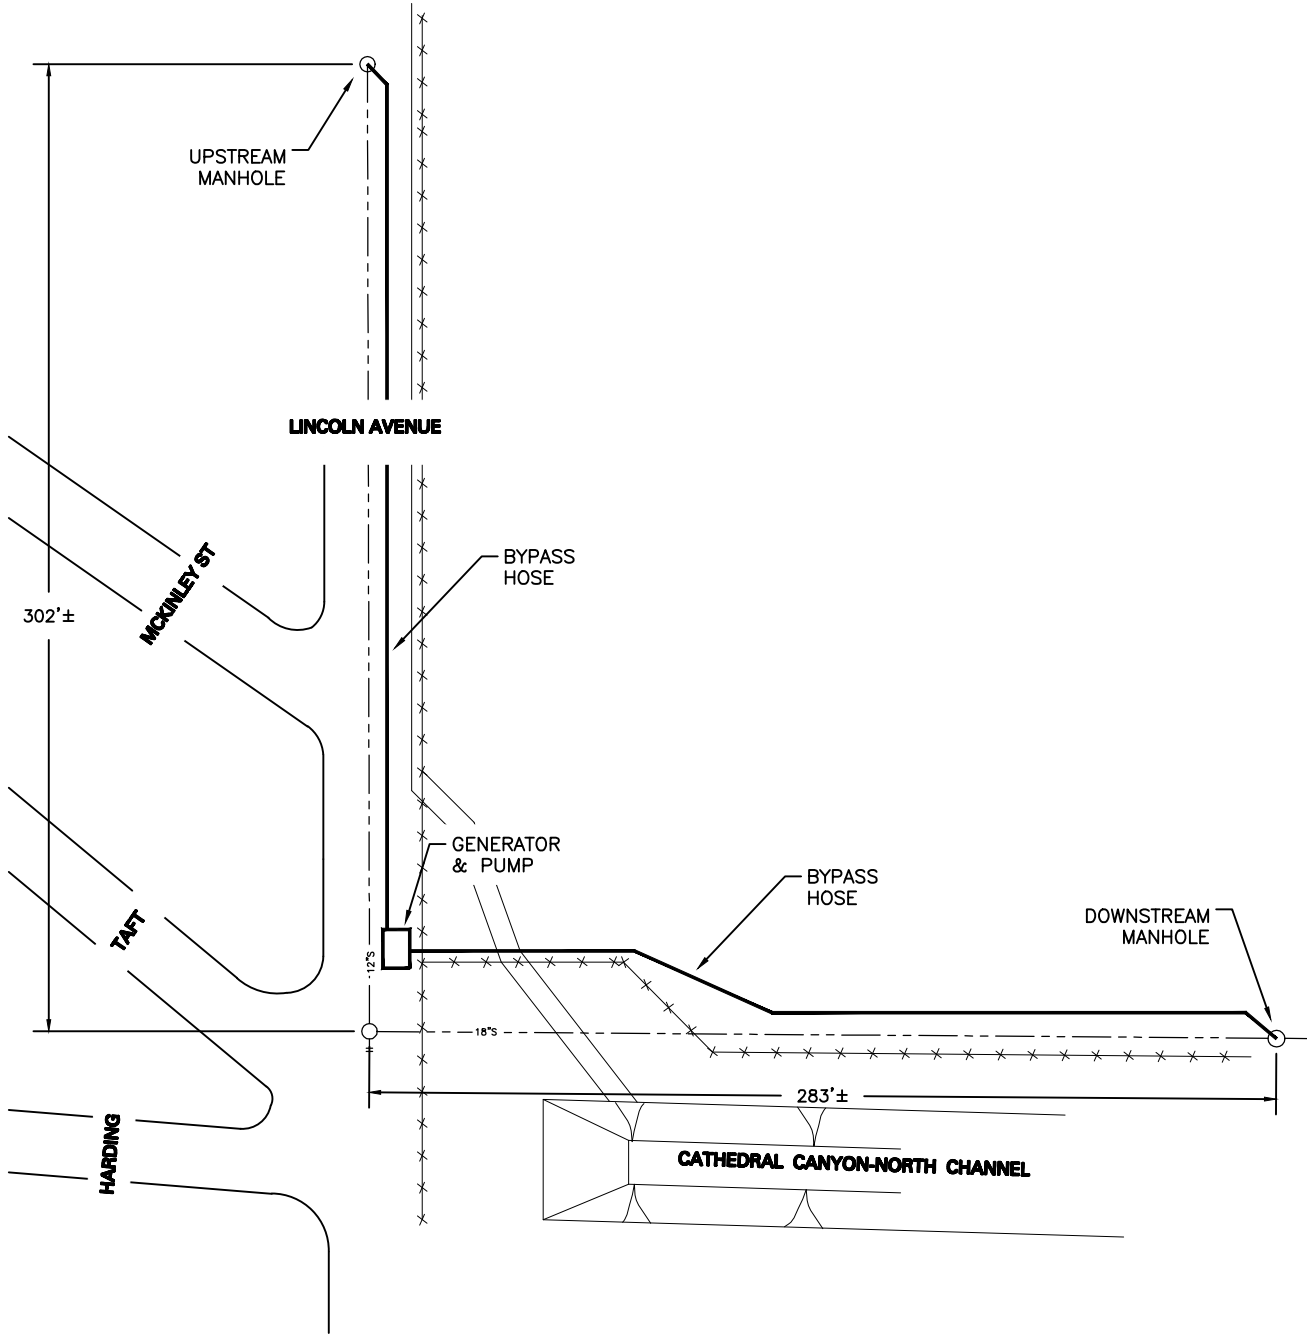 UPSTREAM
MANHOLE
LINCOLN AVENUE
BYPASS
HOSE
MCKINLEY ST
302'±
GENERATOR
& PUMP
BYPASS
HOSE
TAFT
DOWNSTREAM
MANHOLE
12"S
18"S
283'±
HARDING
CATHEDRAL CANYON-NORTH CHANNEL